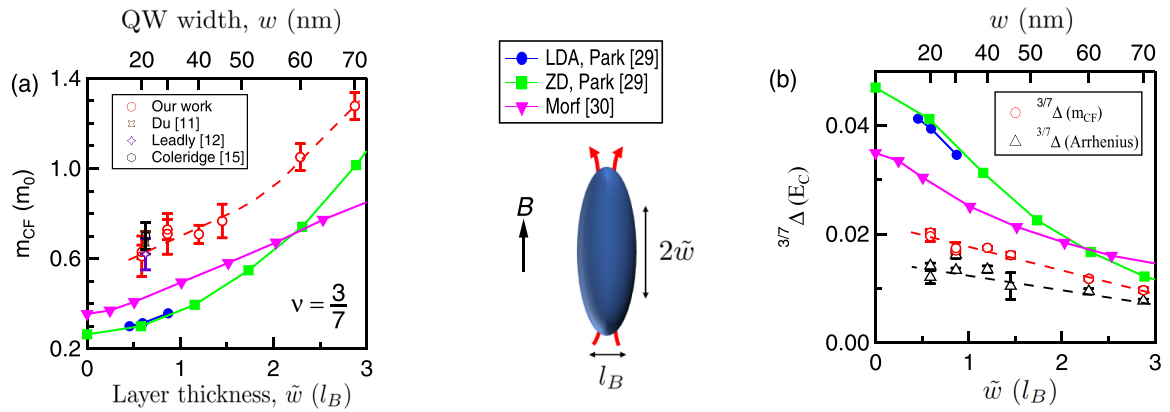 QW width, w (nm)
20 30 40 50 60 70
(a)
1.4
1.0
0.6
0.2
m_CF (m_0)
Our work
Du [11]
Leadly [12]
Coleridge [15]
ν = 3/7
0 1 2 3
Layer thickness, w̃ (l_B)
LDA, Park [29]
ZD, Park [29]
Morf [30]
B
2w̃
l_B
w (nm)
20 30 40 50 60 70
(b)
0.04
0.02
0.00
^{3/7}Δ (E_C)
^{3/7}Δ (m_CF)
^{3/7}Δ (Arrhenius)
0 1 2 3
w̃ (l_B)